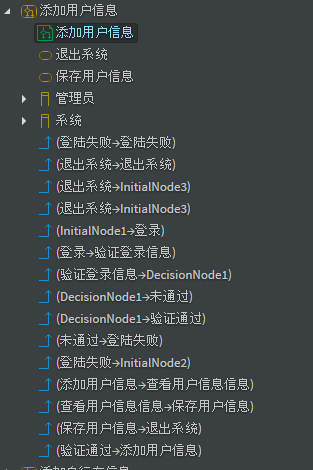 添加用户信息
添加用户信息
退出系统
保存用户信息
管理员
系统
(登陆失败→登陆失败)
(退出系统→退出系统)
(退出系统→InitialNode3)
(退出系统→InitialNode3)
(InitialNode1→登录)
(登录→验证登录信息)
(验证登录信息→DecisionNode1)
(DecisionNode1→未通过)
(DecisionNode1→验证通过)
(未通过→登陆失败)
(登陆失败→InitialNode2)
(添加用户信息→查看用户信息信息)
(查看用户信息信息→保存用户信息)
(保存用户信息→退出系统)
(验证通过→添加用户信息)